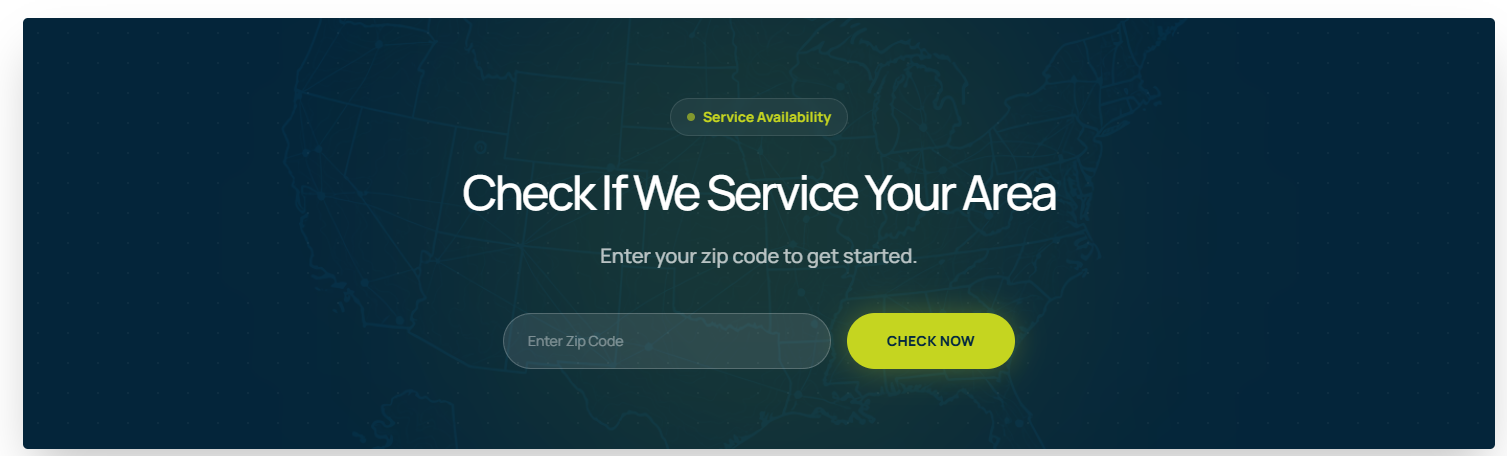 Service Availability
Check If We Service Your Area
Enter your zip code to get started.
Enter Zip Code
CHECK NOW